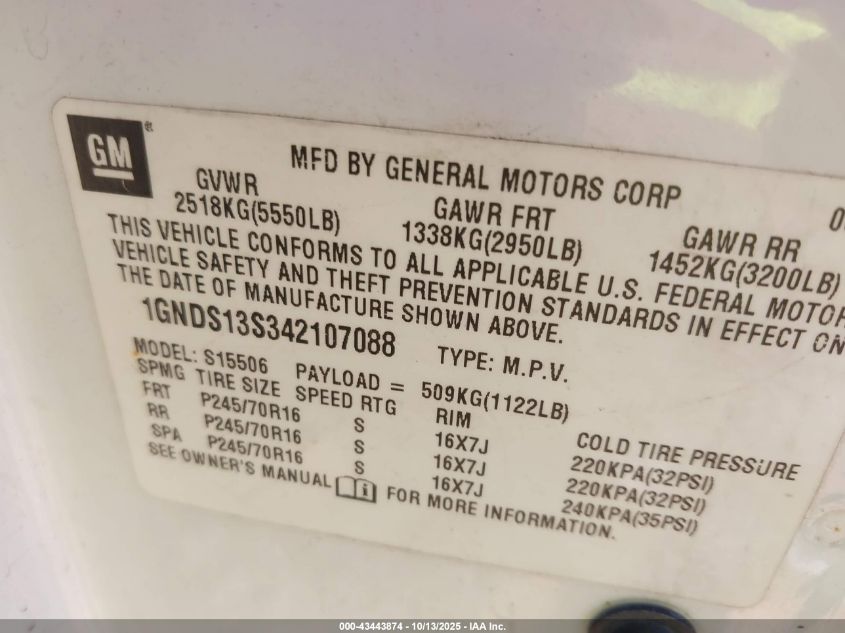 GM®
MFD BY GENERAL MOTORS CORP
GVWR GAWR FRT GAWR RR
2518KG(5550LB) 1338KG(2950LB) 1452KG(3200LB)
THIS VEHICLE CONFORMS TO ALL APPLICABLE U.S. FEDERAL MOTOR
VEHICLE SAFETY AND THEFT PREVENTION STANDARDS IN EFFECT ON
THE DATE OF MANUFACTURE SHOWN ABOVE.
1GNDS13S342107088 TYPE: M.P.V.
MODEL: S15506 PAYLOAD = 509KG(1122LB)
SPMG TIRE SIZE SPEED RTG RIM COLD TIRE PRESSURE
FRT P245/70R16 S 16X7J 220KPA(32PSI)
RR P245/70R16 S 16X7J 220KPA(32PSI)
SPA P245/70R16 S 16X7J 240KPA(35PSI)
SEE OWNER'S MANUAL i FOR MORE INFORMATION.
000-43443874 | 10/13/2025 - IAA Inc.